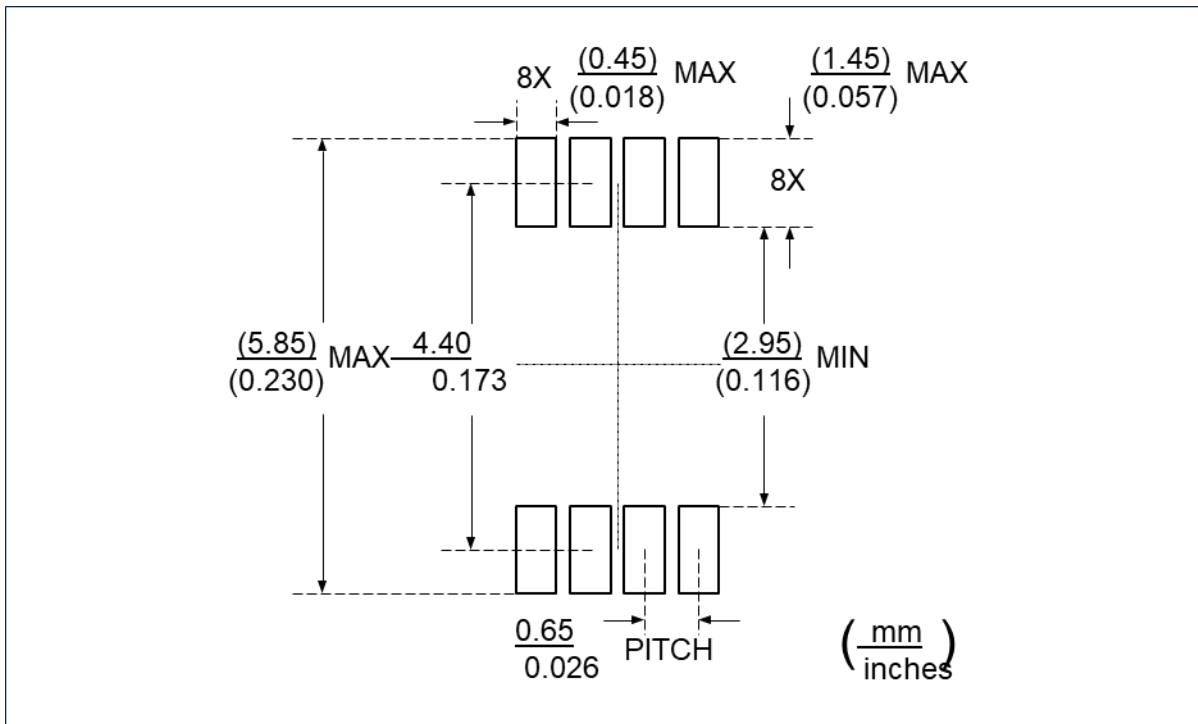 8X (0.45) MAX
(0.018)
(1.45) MAX
(0.057)
8X
(5.85) MAX
(0.230)
4.40
0.173
(2.95) MIN
(0.116)
0.65
0.026
PITCH
(mm)
inches